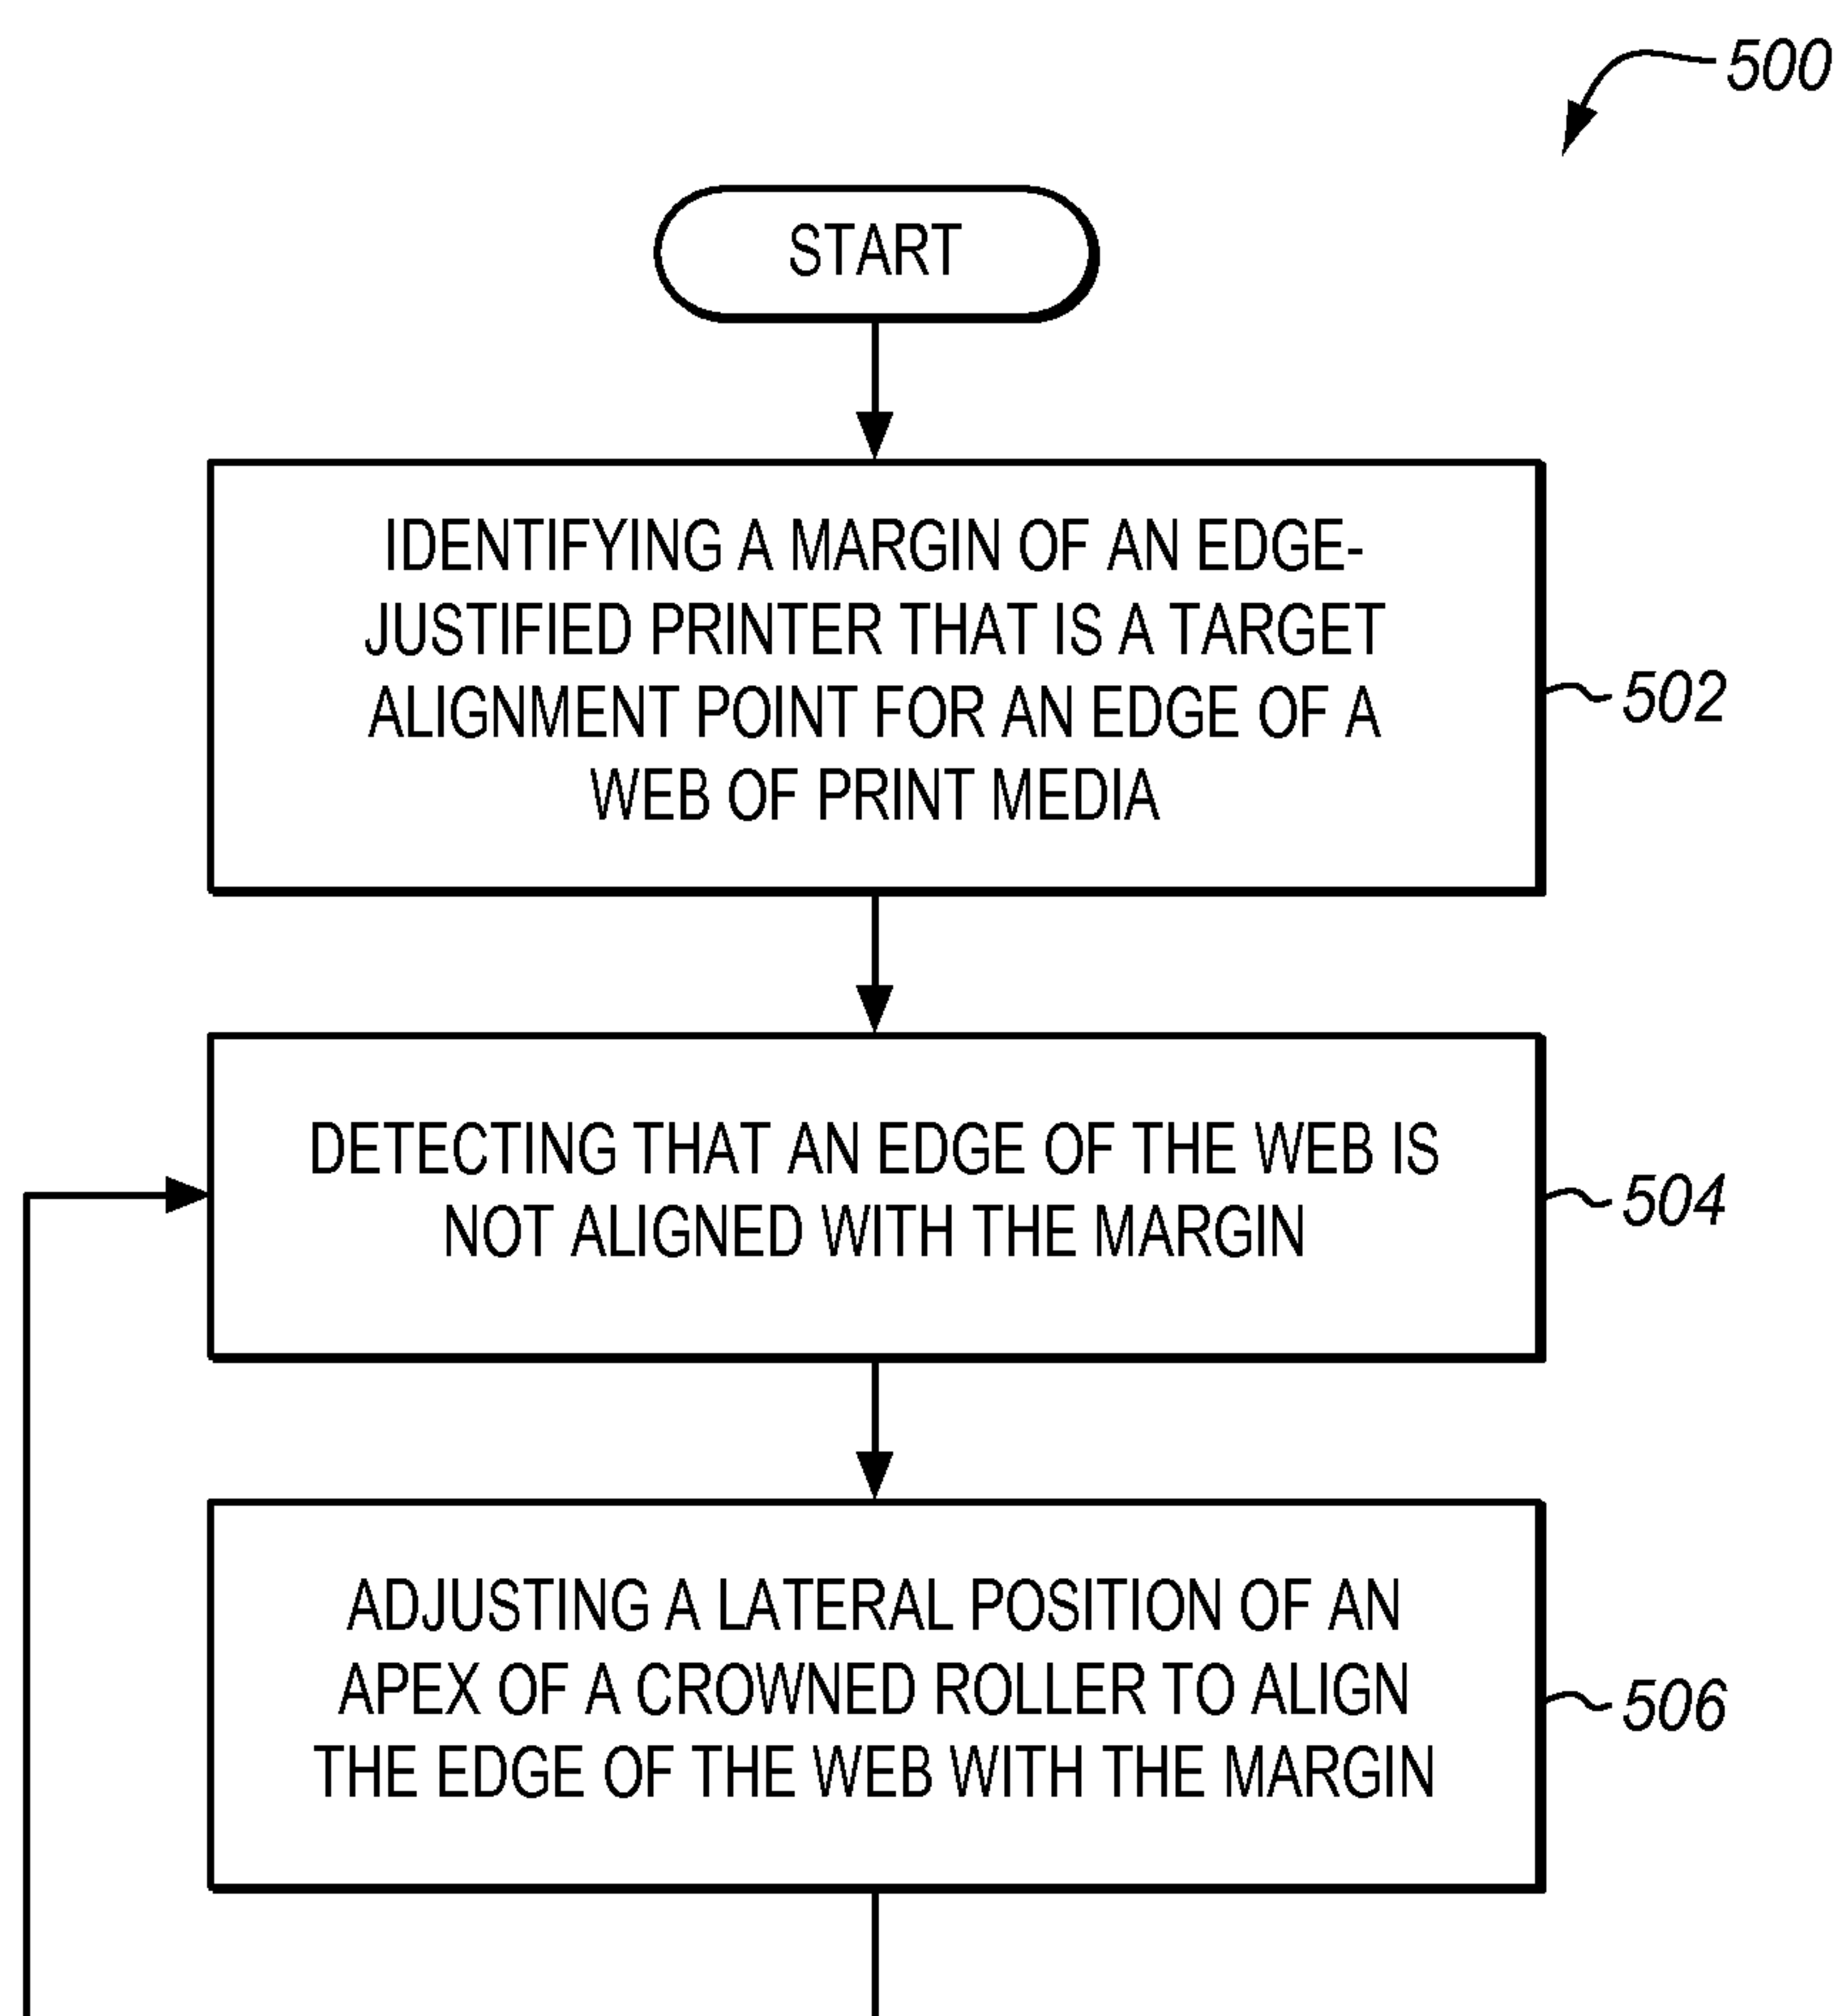 500
START
IDENTIFYING A MARGIN OF AN EDGE-
JUSTIFIED PRINTER THAT IS A TARGET
ALIGNMENT POINT FOR AN EDGE OF A
WEB OF PRINT MEDIA
502
DETECTING THAT AN EDGE OF THE WEB IS
NOT ALIGNED WITH THE MARGIN
504
ADJUSTING A LATERAL POSITION OF AN
APEX OF A CROWNED ROLLER TO ALIGN
THE EDGE OF THE WEB WITH THE MARGIN
506